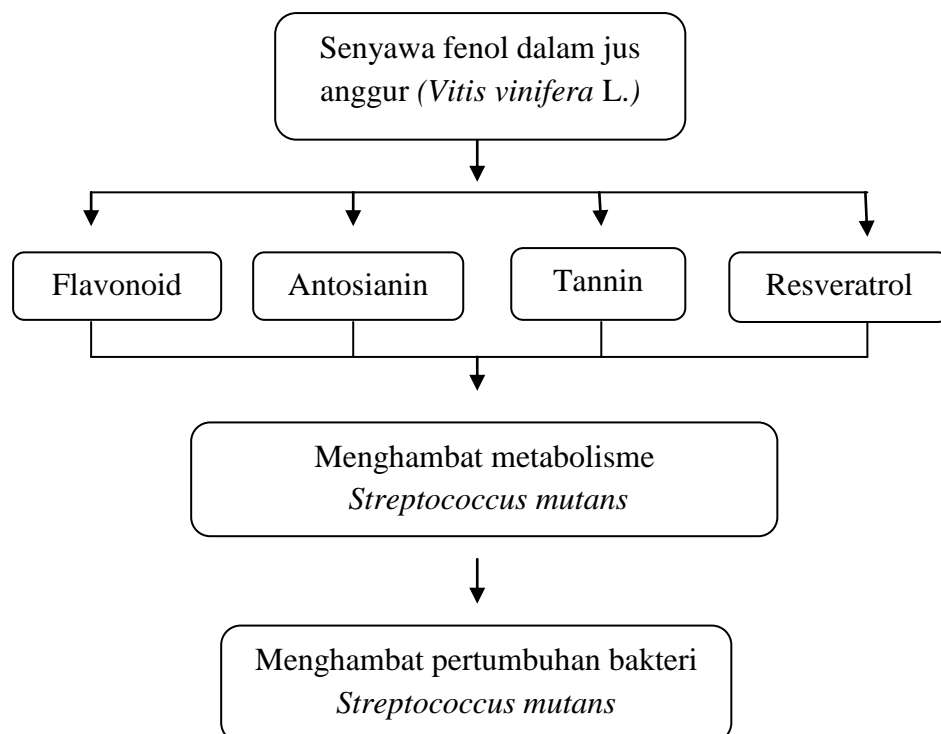 Senyawa fenol dalam jus
anggur (Vitis vinifera L.)
Flavonoid
Antosianin
Tannin
Resveratrol
Menghambat metabolisme
Streptococcus mutans
Menghambat pertumbuhan bakteri
Streptococcus mutans